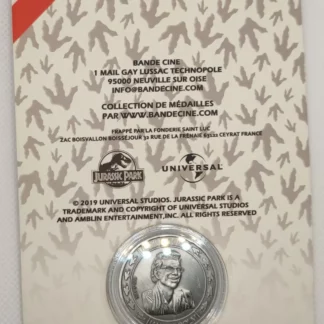 BANDE CINE
1 MAIL GAY LUSSAC TECHNOPOLE
95000 NEUVILLE SUR OISE
INFO@BANDECINE.COM
COLLECTION DE MÉDAILLES
PAR WWW.BANDECINE.COM
FRAPPÉ PAR LA FONDERIE SAINT LUC
ZAC BOISVALLON BOISSÉJOUR 32 RUE DE LA FRÉHAIE 63122 CEYRAT FRANCE
JURASSIC PARK
UNIVERSAL
© 2019 UNIVERSAL STUDIOS. JURASSIC PARK IS A
TRADEMARK AND COPYRIGHT OF UNIVERSAL STUDIOS
AND AMBLIN ENTERTAINMENT,INC. ALL RIGHTS RESERVED